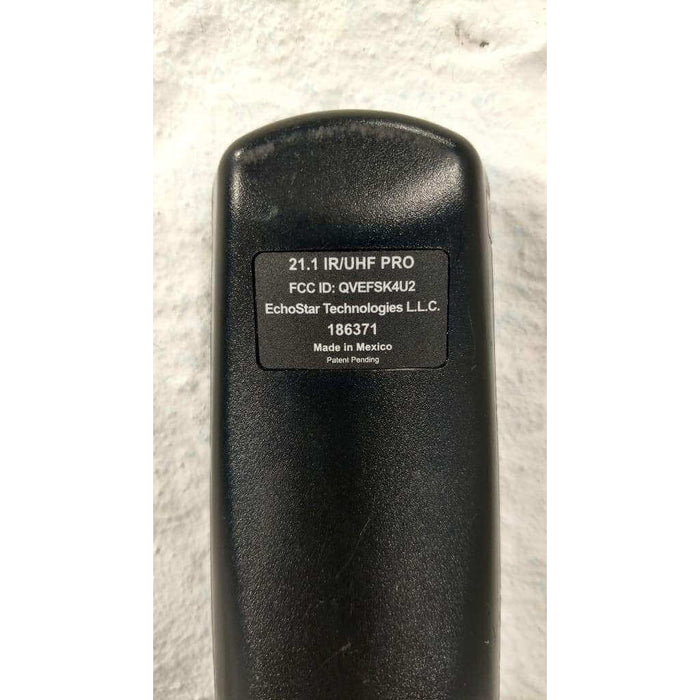 21.1 IR/UHF PRO
FCC ID: QVEFSK4U2
EchoStar Technologies L.L.C.
186371
Made in Mexico
Patent Pending